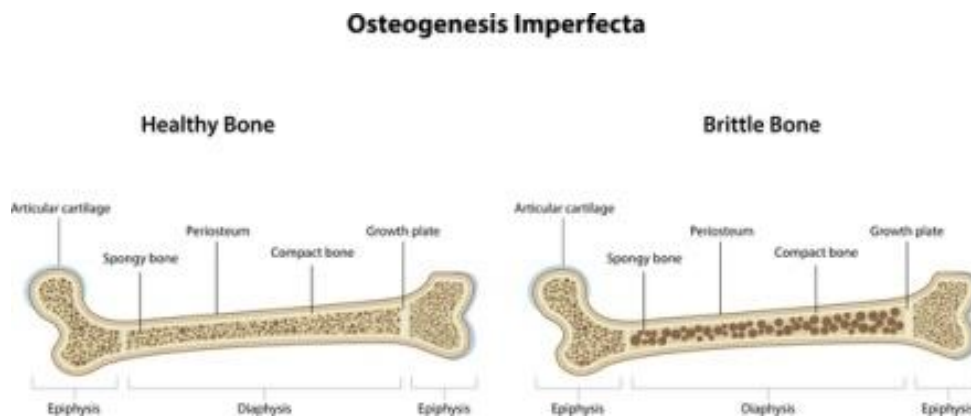 Osteogenesis Imperfecta
Healthy Bone
Articular cartilage
Periosteum
Growth plate
Spongy bone
Compact bone
Epiphysis
Diaphysis
Epiphysis
Brittle Bone
Articular cartilage
Periosteum
Growth plate
Spongy bone
Compact bone
Epiphysis
Diaphysis
Epiphysis